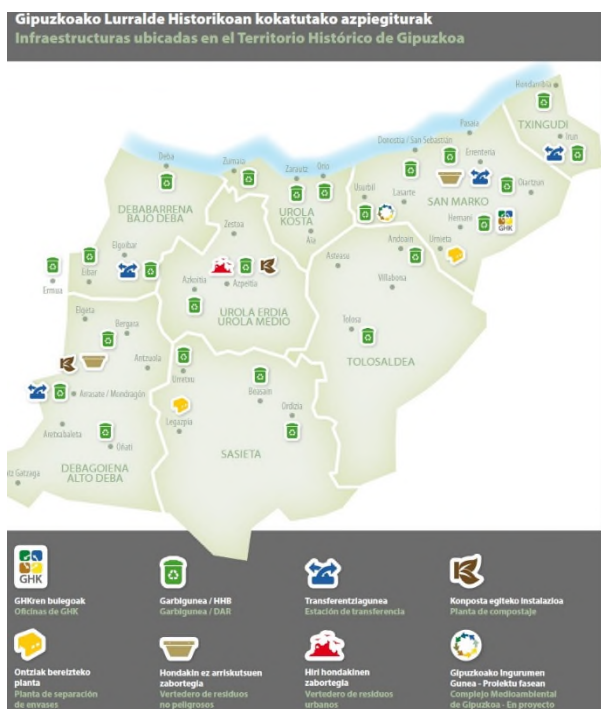 Gipuzkoako Lurralde Historikoan kokatutako azpiegiturak
Infraestructuras ubicadas en el Territorio Histórico de Gipuzkoa
Hondarribia
TXINGUDI
Irun
Pasaia
Donostia / San Sebastián
Errenteria
Oiartzun
Lasarte
SAN MARKO
Usurbil
Hernani
GHK
Urnieta
Deba
Zumaia
Zarautz
Orio
DEBABARRENA
BAJO DEBA
UROLA
KOSTA
Zestoa
Aia
Andoain
Asteasu
Villabona
Elgoibar
Eibar
Ermua
Azkoitia
Azpeitia
UROLA ERDIA
UROLA MEDIO
Elgeta
Bergara
Antzuola
Tolosa
TOLOSALDEA
Urretxu
Beasain
Ordizia
Legazpia
Arrasate / Mondragón
Aretxabaleta
Oñati
SASIETA
DEBAGOIENA
ALTO DEBA
tz Gatzaga
GHK
GHKren bulegoak
Oficinas de GHK
Garbigunea / HHB
Garbigunea / DAR
Transferentziagunea
Estación de transferencia
Konposta egiteko instalazioa
Planta de compostaje
Ontziak bereizteko
planta
Planta de separación
de envases
Hondakin ez arriskutsuen
zabortegia
Vertedero de residuos
no peligrosos
Hiri hondakinen
zabortegia
Vertedero de residuos
urbanos
Gipuzkoako Ingurumen
Gunea - Proiektu fasean
Complejo Medioambiental
de Gipuzkoa - En proyecto